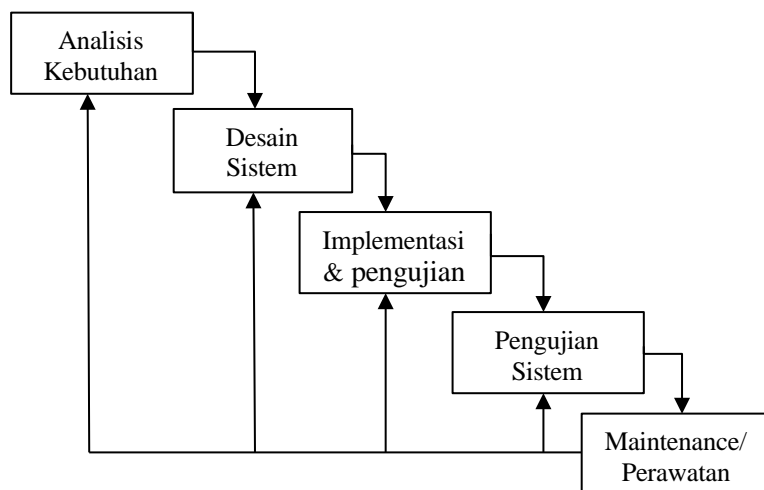 Analisis
Kebutuhan
Desain
Sistem
Implementasi
& pengujian
Pengujian
Sistem
Maintenance/
Perawatan